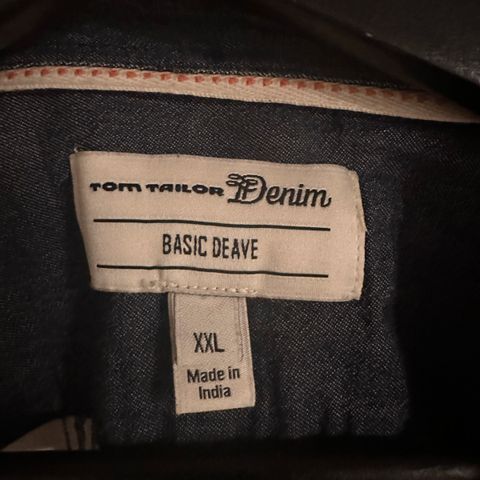 TOM TAILOR Denim
BASIC DEAVE
XXL
Made in
India